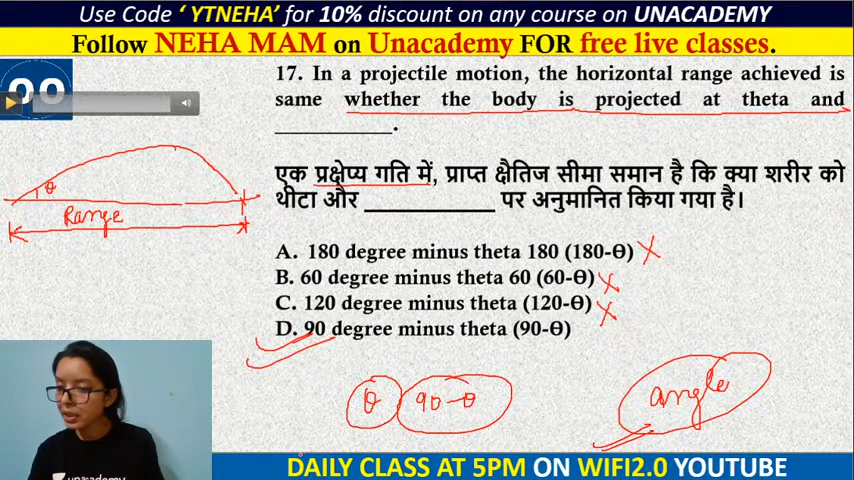 Use Code ‘ YTNEHA’ for 10% discount on any course on UNACADEMY
Follow NEHA MAM on Unacademy FOR free live classes.
00
17. In a projectile motion, the horizontal range achieved is
same whether the body is projected at theta and
___________.
एक प्रक्षेप्य गति में, प्राप्त क्षैतिज सीमा समान है कि क्या शरीर को
थीटा और ____________ पर अनुमानित किया गया है।
θ
Range
A. 180 degree minus theta 180 (180-Θ)
B. 60 degree minus theta 60 (60-Θ)
C. 120 degree minus theta (120-Θ)
D. 90 degree minus theta (90-Θ)
θ 90-θ
angle
unacademy
DAILY CLASS AT 5PM ON WIFI2.0 YOUTUBE